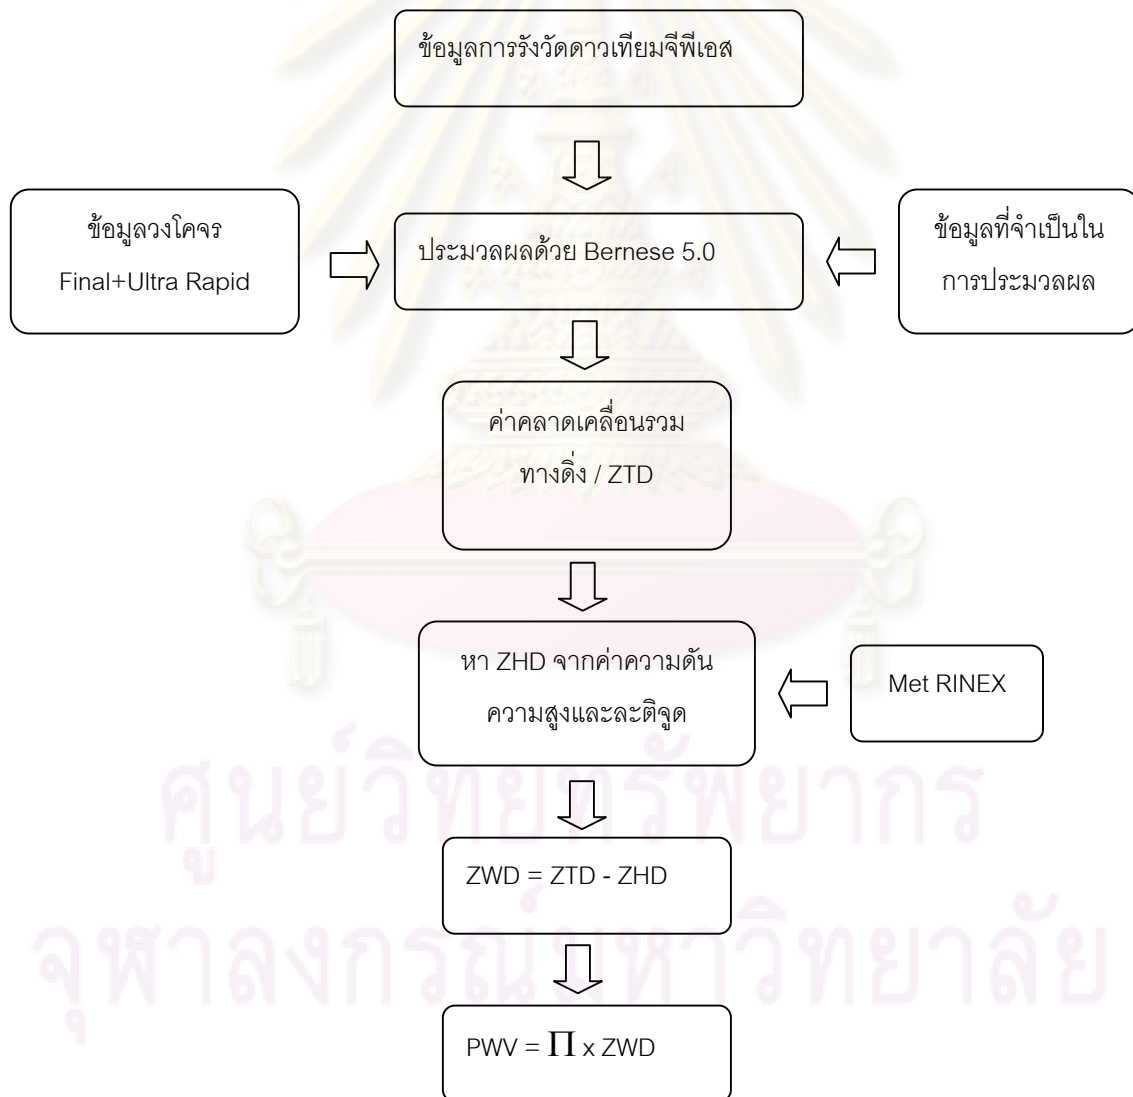 ข้อมูลการรังวัดดาวเทียมจีพีเอส
ข้อมูลวงโคจร
Final+Ultra Rapid
ประมวลผลด้วย Bernese 5.0
ข้อมูลที่จำเป็นใน
การประมวลผล
ค่าคลาดเคลื่อนรวม
ทางดิ่ง / ZTD
หา ZHD จากค่าความดัน
ความสูงและละติจูด
Met RINEX
ZWD = ZTD - ZHD
PWV = Π x ZWD
ศูนย์วิทยทรัพยากร
จุฬาลงกรณ์มหาวิทยาลัย